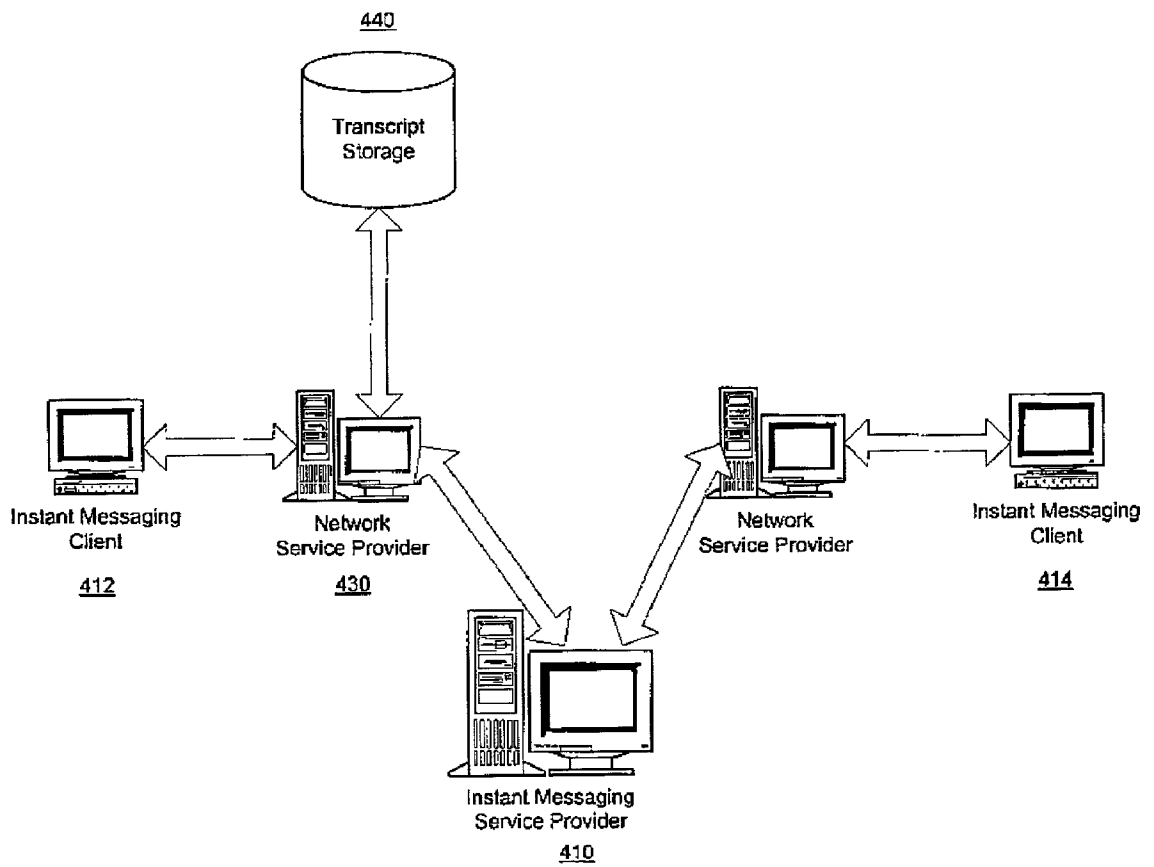 440
Transcript
Storage
Instant Messaging
Client
412
Network
Service Provider
430
Network
Service Provider
Instant Messaging
Client
414
Instant Messaging
Service Provider
410